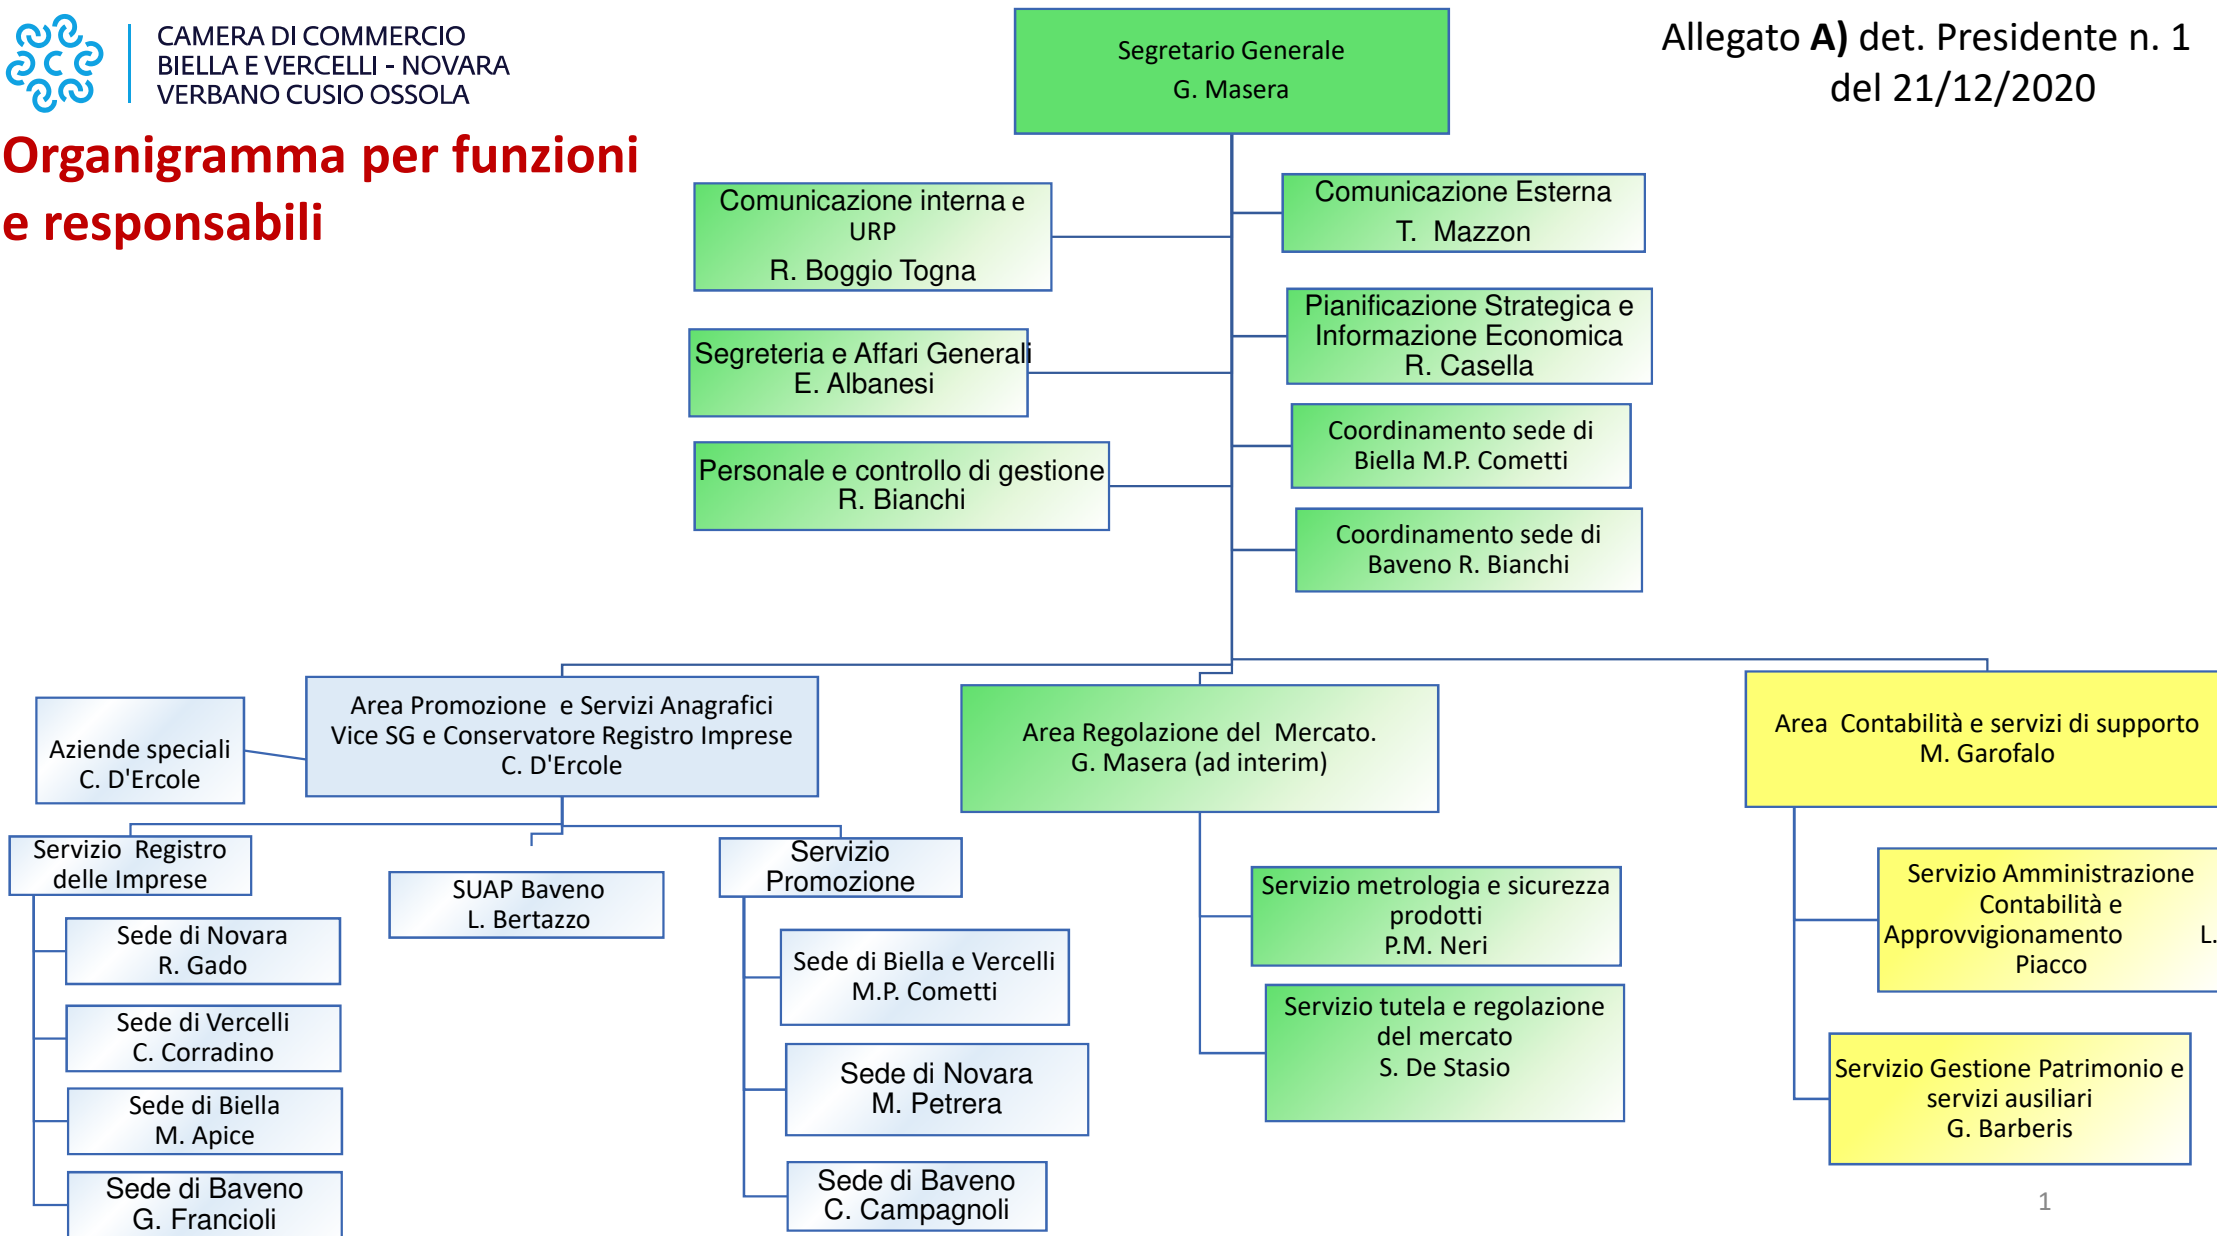 CAMERA DI COMMERCIO
BIELLA E VERCELLI - NOVARA
VERBANO CUSIO OSSOLA
Organigramma per funzioni
e responsabili
Allegato A) det. Presidente n. 1
del 21/12/2020
Segretario Generale
G. Masera
Comunicazione interna e
URP
R. Boggio Togna
Comunicazione Esterna
T. Mazzon
Segreteria e Affari Generali
E. Albanesi
Pianificazione Strategica e
Informazione Economica
R. Casella
Personale e controllo di gestione
R. Bianchi
Coordinamento sede di
Biella M.P. Cometti
Coordinamento sede di
Baveno R. Bianchi
Aziende speciali
C. D'Ercole
Area Promozione e Servizi Anagrafici
Vice SG e Conservatore Registro Imprese
C. D'Ercole
Area Regolazione del Mercato.
G. Masera (ad interim)
Area Contabilità e servizi di supporto
M. Garofalo
Servizio Registro
delle Imprese
Sede di Novara
R. Gado
Sede di Vercelli
C. Corradino
Sede di Biella
M. Apice
Sede di Baveno
G. Francioli
SUAP Baveno
L. Bertazzo
Servizio
Promozione
Sede di Biella e Vercelli
M.P. Cometti
Sede di Novara
M. Petrera
Sede di Baveno
C. Campagnoli
Servizio metrologia e sicurezza
prodotti
P.M. Neri
Servizio tutela e regolazione
del mercato
S. De Stasio
Servizio Amministrazione
Contabilità e
Approvvigionamento L.
Piacco
Servizio Gestione Patrimonio e
servizi ausiliari
G. Barberis
1